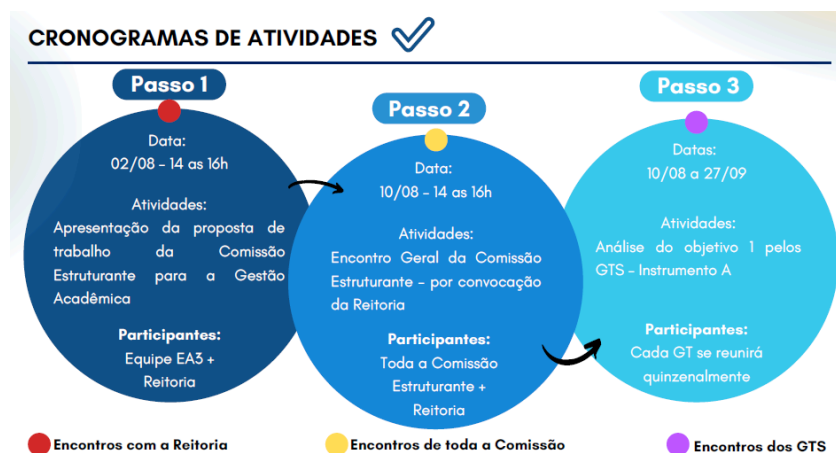 CRONOGRAMAS DE ATIVIDADES
Passo 1
Data:
02/08 - 14 as 16h
Atividades:
Apresentação da proposta de
trabalho da Comissão
Estruturante para a Gestão
Acadêmica
Participantes:
Equipe EA3 +
Reitoria
Passo 2
Data:
10/08 - 14 as 16h
Atividades:
Encontro Geral da Comissão
Estruturante - por convocação
da Reitoria
Participantes:
Toda a Comissão
Estruturante +
Reitoria
Passo 3
Datas:
10/08 a 27/09
Atividades:
Análise do objetivo 1 pelos
GTS - Instrumento A
Participantes:
Cada GT se reunirá
quinzenalmente
Encontros com a Reitoria
Encontros de toda a Comissão
Encontros dos GTS